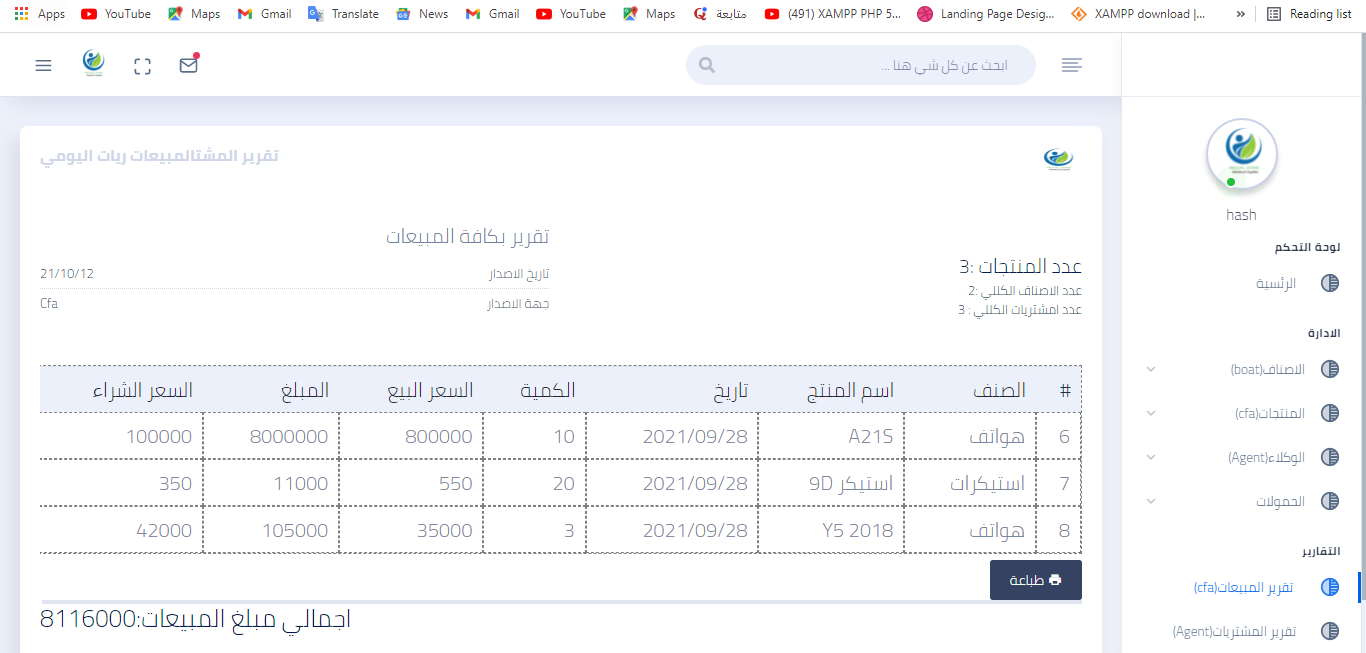 Apps YouTube Maps Gmail Translate News Gmail YouTube Maps متابعة (491) XAMPP PHP 5... Landing Page Desig... XAMPP download |... » Reading list
ابحث عن كل شي هنا ...
hash
لوحة التحكم
الرئسية
الادارة
الاصناف(boat)
المنتجات(cfa)
الوكلاء(Agent)
الحمولات
التقارير
تقرير المبيعات(cfa)
تقرير المشتريات(Agent)
تقرير المشتالمبيعات ريات اليومي
تقرير بكافة المبيعات
تاريخ الاصدار 21/10/12
جهة الاصدار Cfa
عدد المنتجات :3
عدد الاصناف الكللي :2
عدد امشتريات الكللي : 3
# الصنف اسم المنتج تاريخ الكمية السعر البيع المبلغ السعر الشراء
6 هواتف A21S 2021/09/28 10 800000 8000000 100000
7 استيكرات استيكر 9D 2021/09/28 20 550 11000 350
8 هواتف Y5 2018 2021/09/28 3 35000 105000 42000
طباعة
اجمالي مبلغ المبيعات:8116000